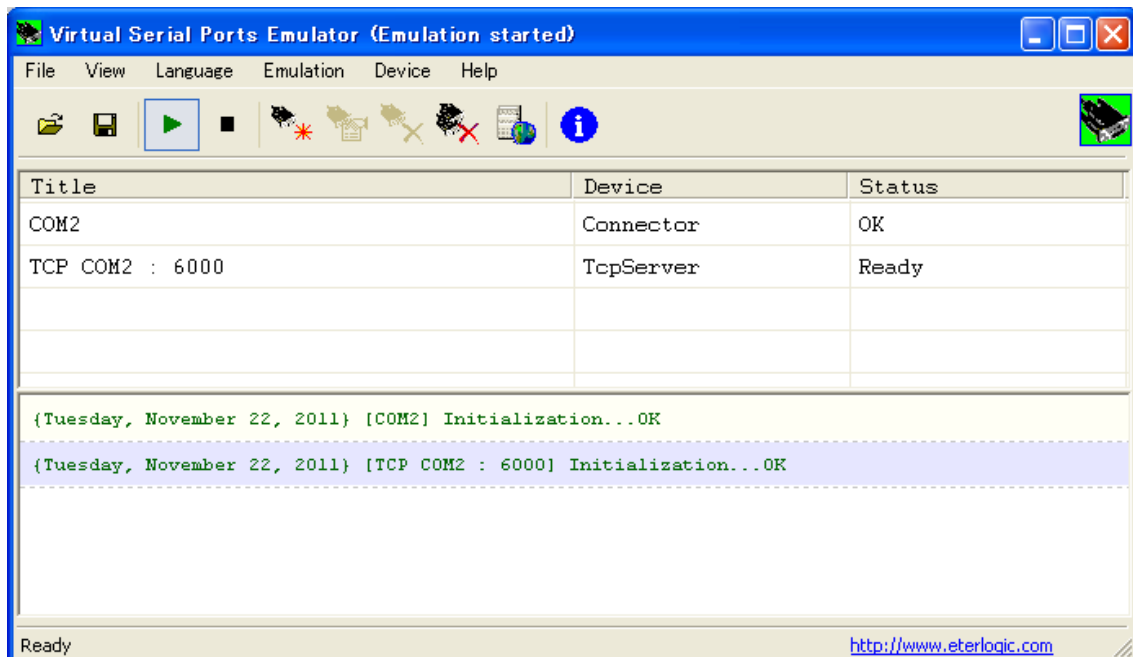 Virtual Serial Ports Emulator (Emulation started)
File View Language Emulation Device Help
Title Device Status
COM2 Connector OK
TCP COM2 : 6000 TcpServer Ready
{Tuesday, November 22, 2011} [COM2] Initialization...OK
{Tuesday, November 22, 2011} [TCP COM2 : 6000] Initialization...OK
Ready http://www.eterlogic.com